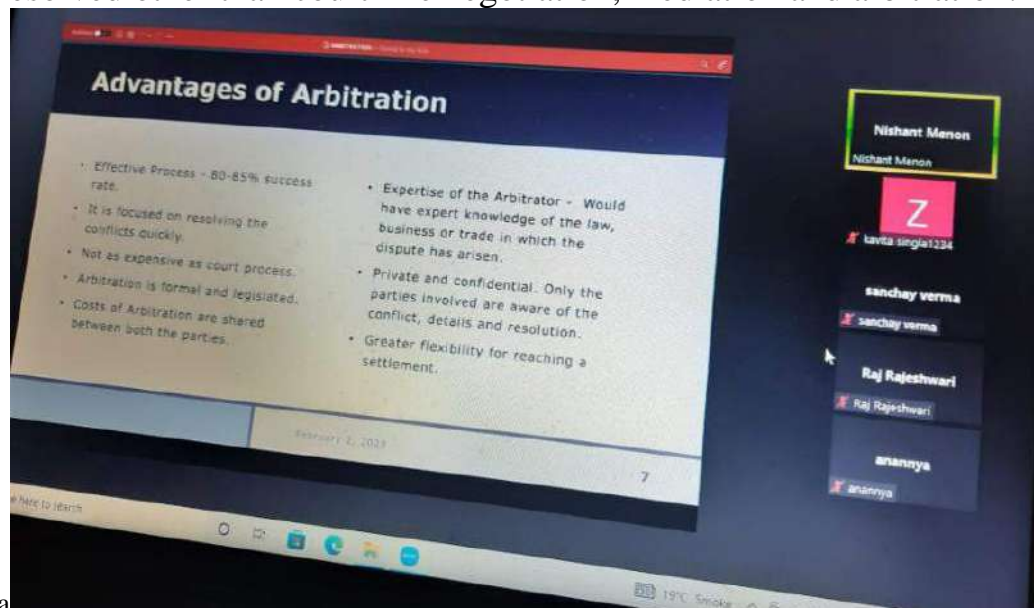 Advantages of Arbitration
• Effective Process - 80-85% success
rate.
• It is focused on resolving the
conflicts quickly.
• Not as expensive as court process.
• Arbitration is formal and legislated.
• Costs of Arbitration are shared
between both the parties.
• Expertise of the Arbitrator - Would
have expert knowledge of the law,
business or trade in which the
dispute has arisen.
• Private and confidential. Only the
parties involved are aware of the
conflict, details and resolution.
• Greater flexibility for reaching a
settlement.
February 2, 2023
7
Nishant Menon
Nishant Menon
Z
kavita singla1234
sanchay verma
sanchay verma
Raj Rajeshwari
Raj Rajeshwari
anannya
anannya
here to search
19°C Smoke